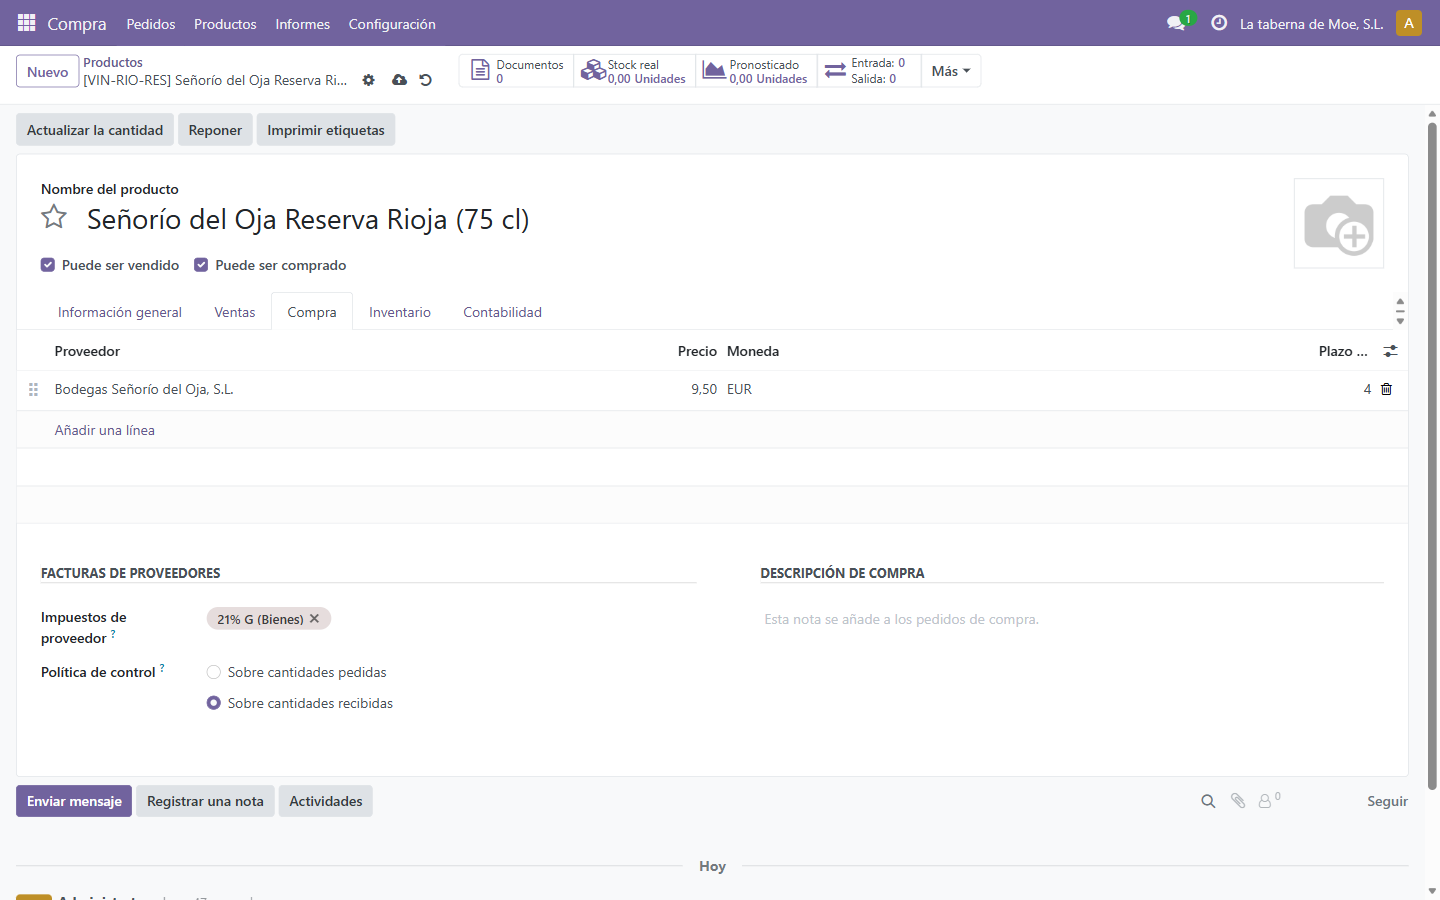 Compra Pedidos Productos Informes Configuración 1 La taberna de Moe, S.L. A
Nuevo
Productos
[VIN-RIO-RES] Señorío del Oja Reserva Ri...
Documentos
0
Stock real
0,00 Unidades
Pronosticado
0,00 Unidades
Entrada: 0
Salida: 0
Más
Actualizar la cantidad Reponer Imprimir etiquetas
Nombre del producto
Señorío del Oja Reserva Rioja (75 cl)
Puede ser vendido Puede ser comprado
Información general Ventas Compra Inventario Contabilidad
Proveedor Precio Moneda Plazo ...
Bodegas Señorío del Oja, S.L. 9,50 EUR 4
Añadir una línea
FACTURAS DE PROVEEDORES
Impuestos de proveedor ?
21% G (Bienes)
Política de control ?
Sobre cantidades pedidas
Sobre cantidades recibidas
DESCRIPCIÓN DE COMPRA
Esta nota se añade a los pedidos de compra.
Enviar mensaje Registrar una nota Actividades 0 Seguir
Hoy